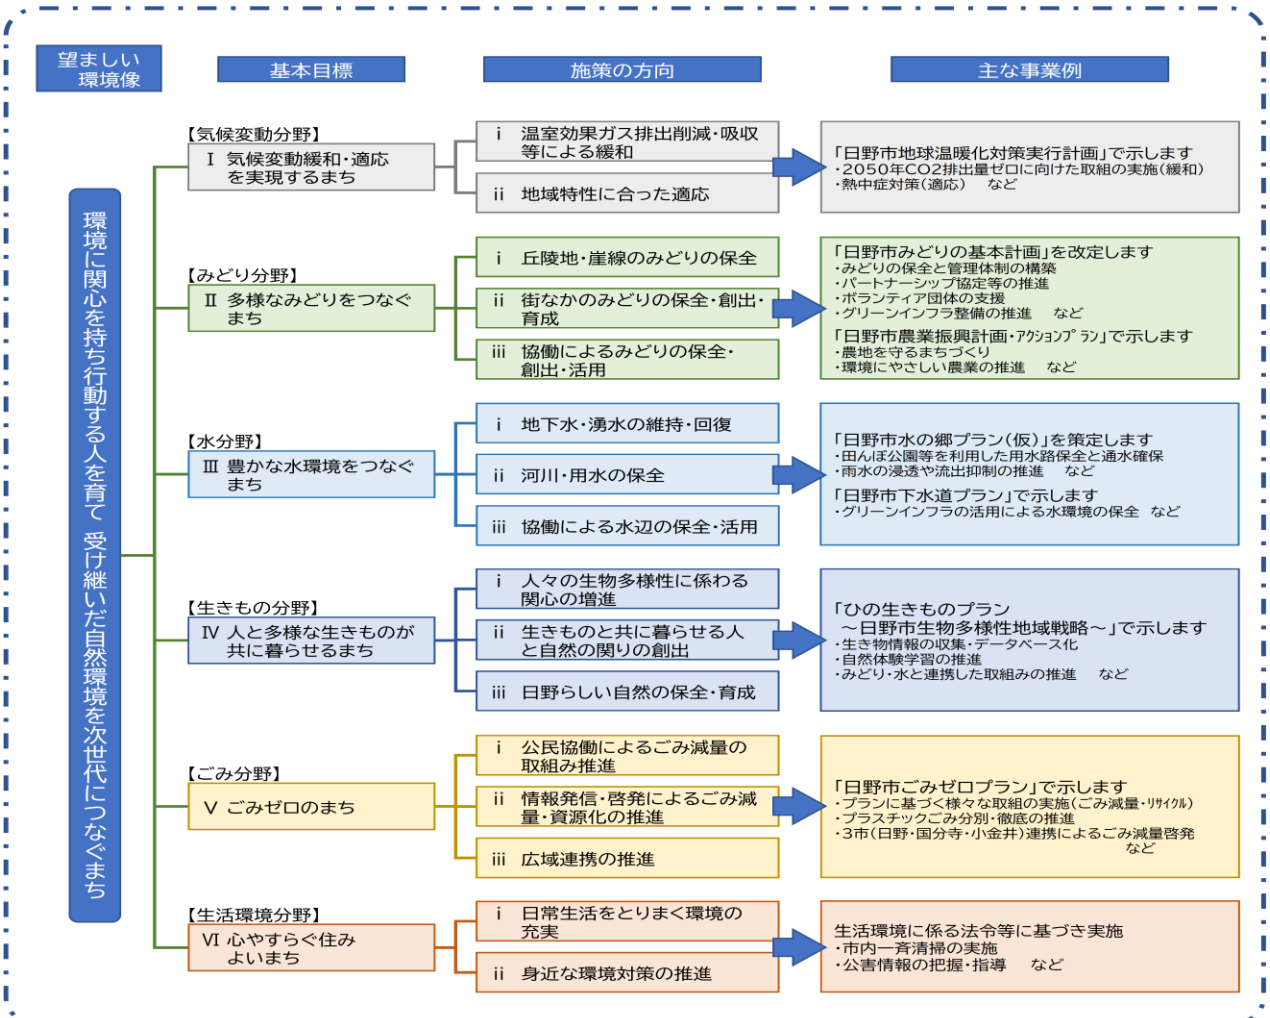 望ましい
環境像
基本目標
施策の方向
主な事業例
環境に関心を持ち行動する人を育て 受け継いだ自然環境を次世代につなぐまち
【気候変動分野】
Ⅰ 気候変動緩和・適応
を実現するまち
ⅰ 温室効果ガス排出削減・吸収
等による緩和
ⅱ 地域特性に合った適応
「日野市地球温暖化対策実行計画」で示します
・2050年CO2排出量ゼロに向けた取組の実施(緩和)
・熱中症対策(適応) など
【みどり分野】
Ⅱ 多様なみどりをつなぐ
まち
ⅰ 丘陵地・崖線のみどりの保全
ⅱ 街なかのみどりの保全・創出・
育成
ⅲ 協働によるみどりの保全・
創出・活用
「日野市みどりの基本計画」を改定します
・みどりの保全と管理体制の構築
・パートナーシップ協定等の推進
・ボランティア団体の支援
・グリーンインフラ整備の推進 など
「日野市農業振興計画・ｱｸｼｮﾝﾌﾟﾗﾝ」で示します
・農地を守るまちづくり
・環境にやさしい農業の推進 など
【水分野】
Ⅲ 豊かな水環境をつなぐ
まち
ⅰ 地下水・湧水の維持・回復
ⅱ 河川・用水の保全
ⅲ 協働による水辺の保全・活用
「日野市水の郷プラン(仮)」を策定します
・田んぼ公園等を利用した用水路保全と通水確保
・雨水の浸透や流出抑制の推進 など
「日野市下水道プラン」で示します
・グリーンインフラの活用による水環境の保全 など
【生きもの分野】
Ⅳ 人と多様な生きものが
共に暮らせるまち
ⅰ 人々の生物多様性に係わる
関心の増進
ⅱ 生きものと共に暮らせる人
と自然の関りの創出
ⅲ 日野らしい自然の保全・育成
「ひの生きものプラン
～日野市生物多様性地域戦略～」で示します
・生き物情報の収集・データベース化
・自然体験学習の推進
・みどり・水と連携した取組みの推進 など
【ごみ分野】
Ⅴ ごみゼロのまち
ⅰ 公民協働によるごみ減量の
取組み推進
ⅱ 情報発信・啓発によるごみ減
量・資源化の推進
ⅲ 広域連携の推進
「日野市ごみゼロプラン」で示します
・プランに基づく様々な取組の実施(ごみ減量・ﾘｻｲｸﾙ)
・プラスチックごみ分別・徹底の推進
・3市(日野・国分寺・小金井)連携によるごみ減量啓発
など
【生活環境分野】
Ⅵ 心やすらぐ住み
よいまち
ⅰ 日常生活をとりまく環境の
充実
ⅱ 身近な環境対策の推進
生活環境に係る法令等に基づき実施
・市内一斉清掃の実施
・公害情報の把握・指導 など